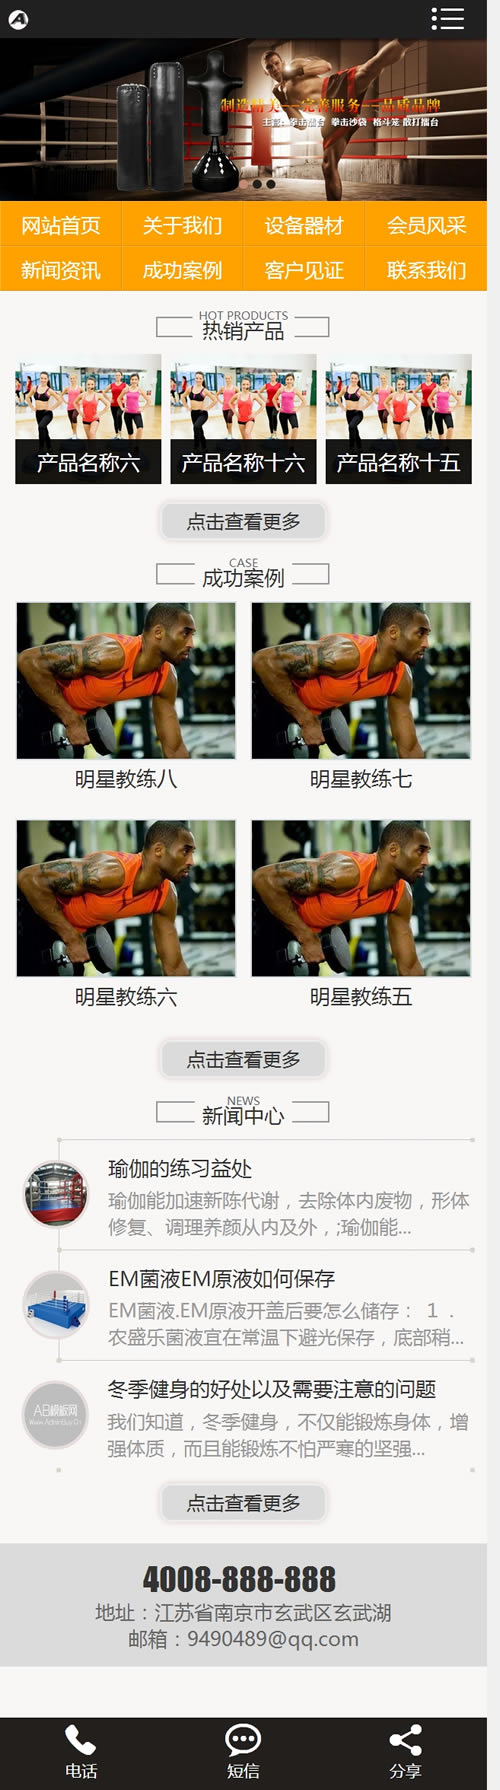 A
制造精美---完善服务---品质品牌
主营：拳击擂台 拳击沙袋 格斗笼 散打擂台
网站首页 关于我们 设备器材 会员风采
新闻资讯 成功案例 客户见证 联系我们
HOT PRODUCTS
热销产品
产品名称六 产品名称十六 产品名称十五
点击查看更多
CASE
成功案例
明星教练八 明星教练七
明星教练六 明星教练五
点击查看更多
NEWS
新闻中心
瑜伽的练习益处
瑜伽能加速新陈代谢，去除体内废物，形体
修复、调理养颜从内及外，;瑜伽能...
EM菌液EM原液如何保存
EM菌液.EM原液开盖后要怎么储存： 1 .
农盛乐菌液宜在常温下避光保存，底部稍...
AB模板网
Www.AdminBuy.Cn
冬季健身的好处以及需要注意的问题
我们知道，冬季健身，不仅能锻炼身体，增
强体质，而且能锻炼不怕严寒的坚强...
点击查看更多
4008-888-888
地址：江苏省南京市玄武区玄武湖
邮箱：9490489@qq.com
电话 短信 分享